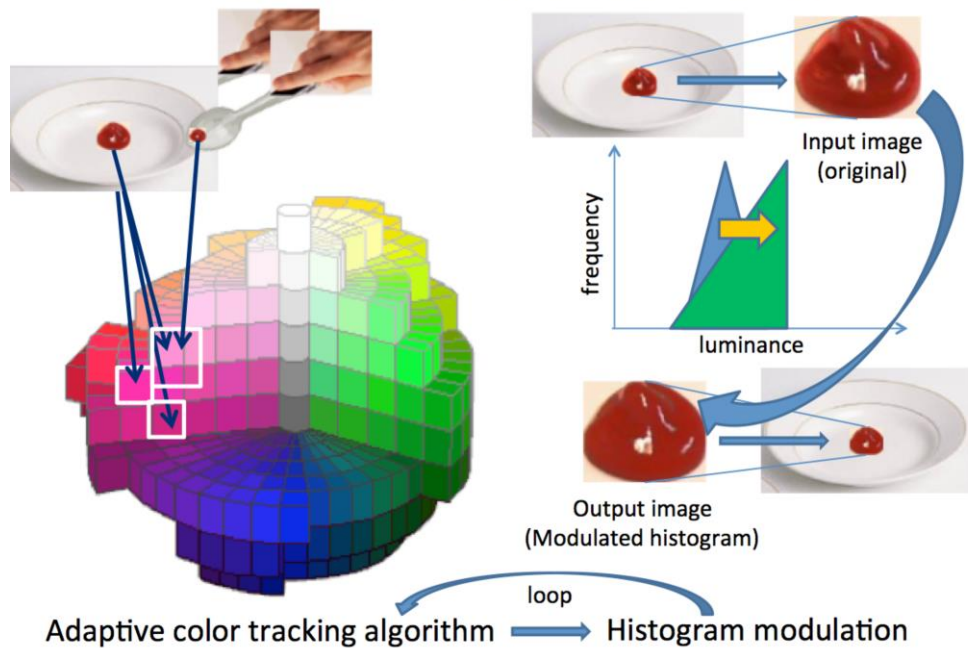 Input image
(original)
frequency
luminance
Output image
(Modulated histogram)
loop
Adaptive color tracking algorithm
Histogram modulation